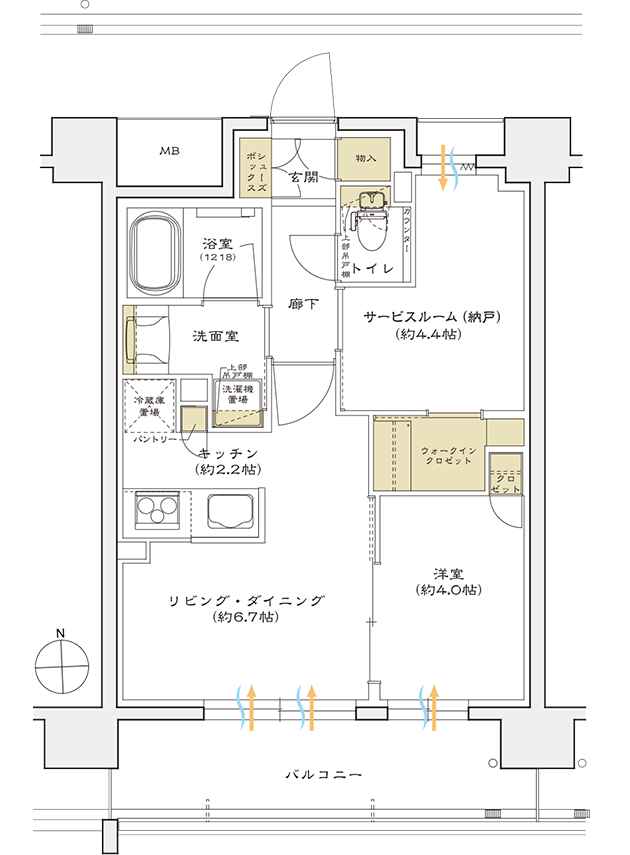 MB
シューズ
ボックス
玄関
物入
浴室
(1218)
上部
吊戸棚
トイレ
カウンター
廊下
サービスルーム (納戸)
(約4.4帖)
洗面室
上部
吊戸棚
洗濯機
置場
冷蔵庫
置場
パントリー
キッチン
(約2.2帖)
ウォークイン
クロゼット
クロ
ゼット
リビング・ダイニング
(約6.7帖)
洋室
(約4.0帖)
N
バルコニー